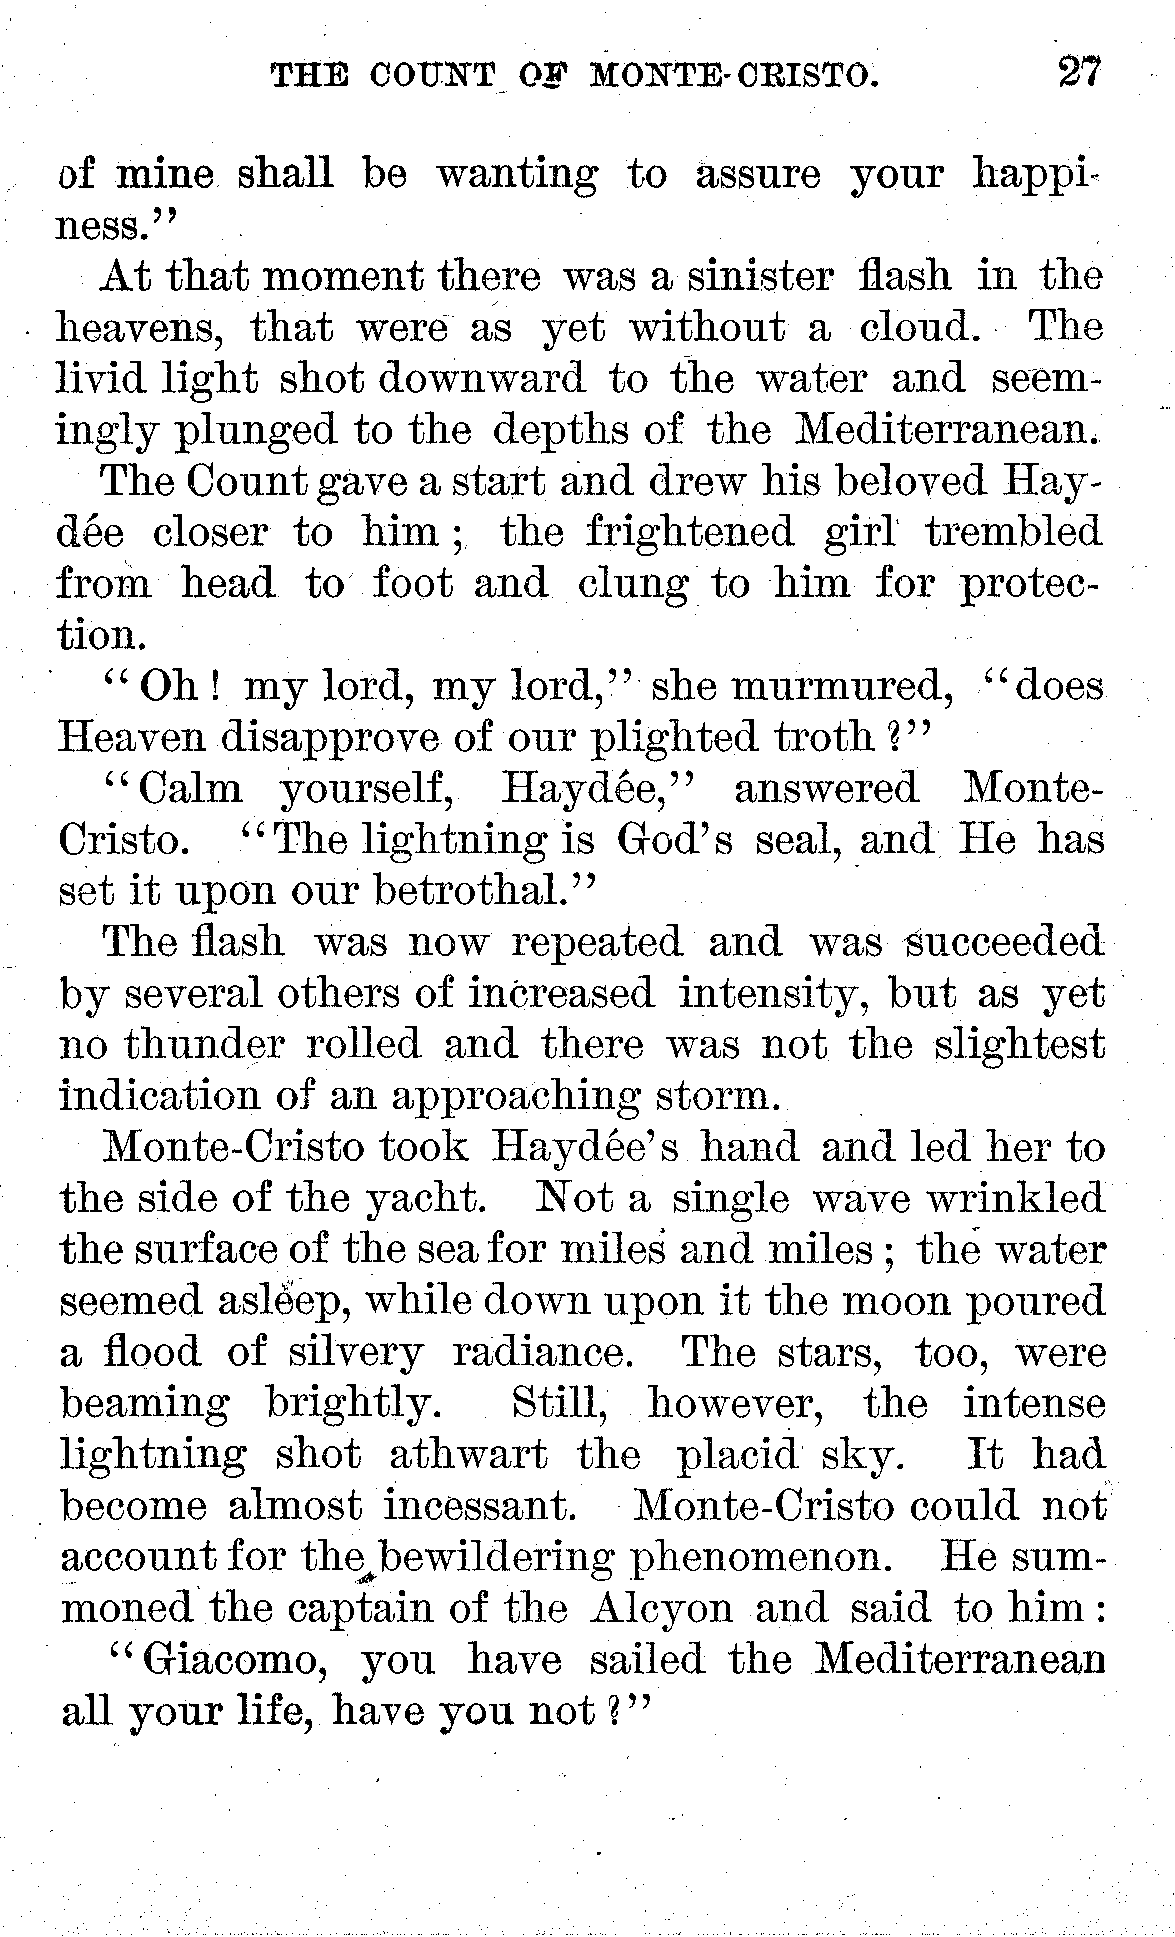 THE COUNT OF MONTE-CRISTO. 27
of mine shall be wanting to assure your happi-
ness."
At that moment there was a sinister flash in the
heavens, that were as yet without a cloud. The
livid light shot downward to the water and seem-
ingly plunged to the depths of the Mediterranean.
The Count gave a start and drew his beloved Hay-
dée closer to him; the frightened girl trembled
from head to foot and clung to him for protec-
tion.
"Oh! my lord, my lord," she murmured, "does
Heaven disapprove of our plighted troth?"
"Calm yourself, Haydée," answered Monte-
Cristo. "The lightning is God's seal, and He has
set it upon our betrothal."
The flash was now repeated and was succeeded
by several others of increased intensity, but as yet
no thunder rolled and there was not the slightest
indication of an approaching storm.
Monte-Cristo took Haydée's hand and led her to
the side of the yacht. Not a single wave wrinkled
the surface of the sea for miles and miles; the water
seemed asleep, while down upon it the moon poured
a flood of silvery radiance. The stars, too, were
beaming brightly. Still, however, the intense
lightning shot athwart the placid sky. It had
become almost incessant. Monte-Cristo could not
account for the bewildering phenomenon. He sum-
moned the captain of the Alcyon and said to him:
"Giacomo, you have sailed the Mediterranean
all your life, have you not?"